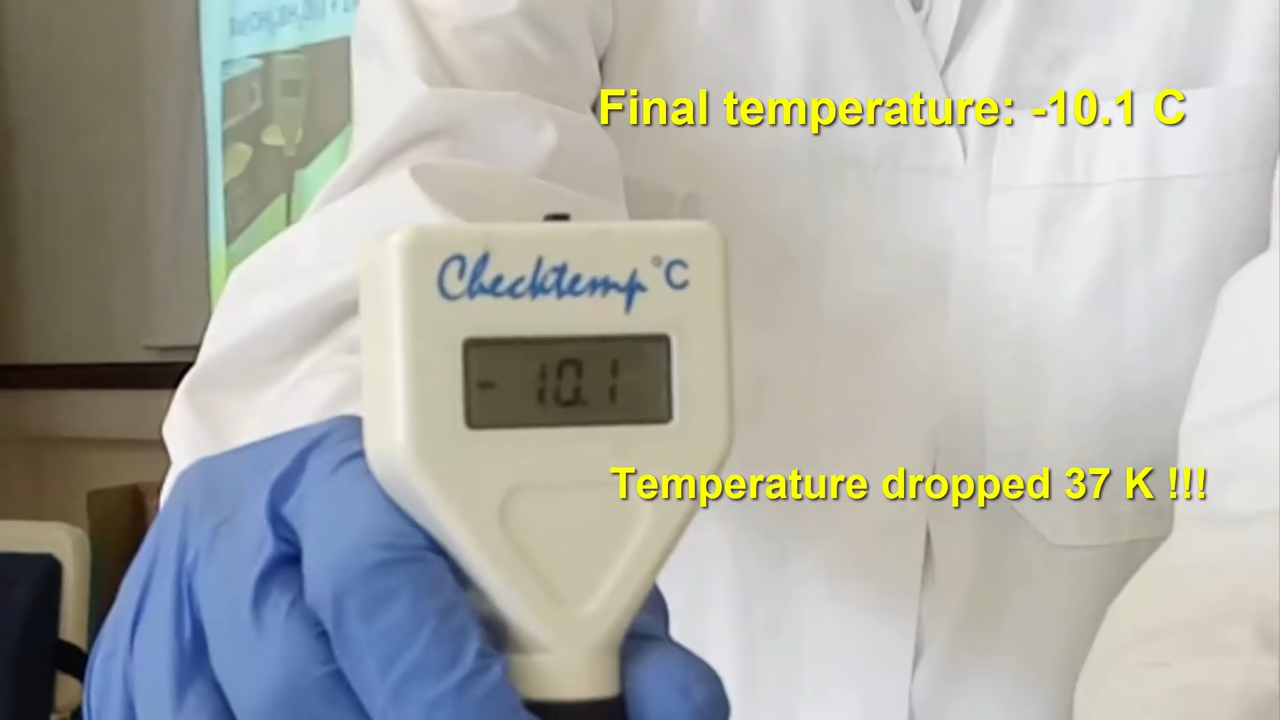 Final temperature: -10.1 C
Checktemp °C
- 10.1
Temperature dropped 37 K !!!